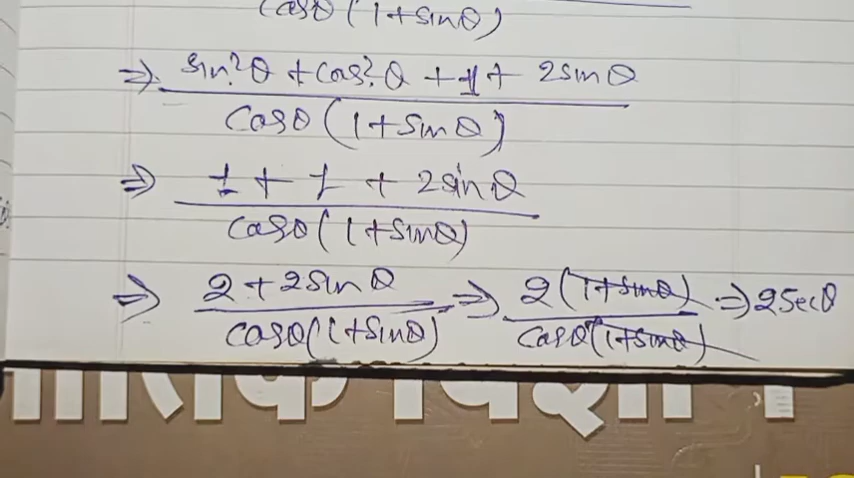 Cosθ(1+sinθ)
⇒ sin²θ + cos²θ + 1 + 2sinθ
Cosθ(1+sinθ)
⇒ 1 + 1 + 2sinθ
Cosθ(1+sinθ)
⇒ 2+2sinθ ⇒ 2(1+sinθ) ⇒ 2Secθ
Cosθ(1+sinθ) Cosθ(1+sinθ)